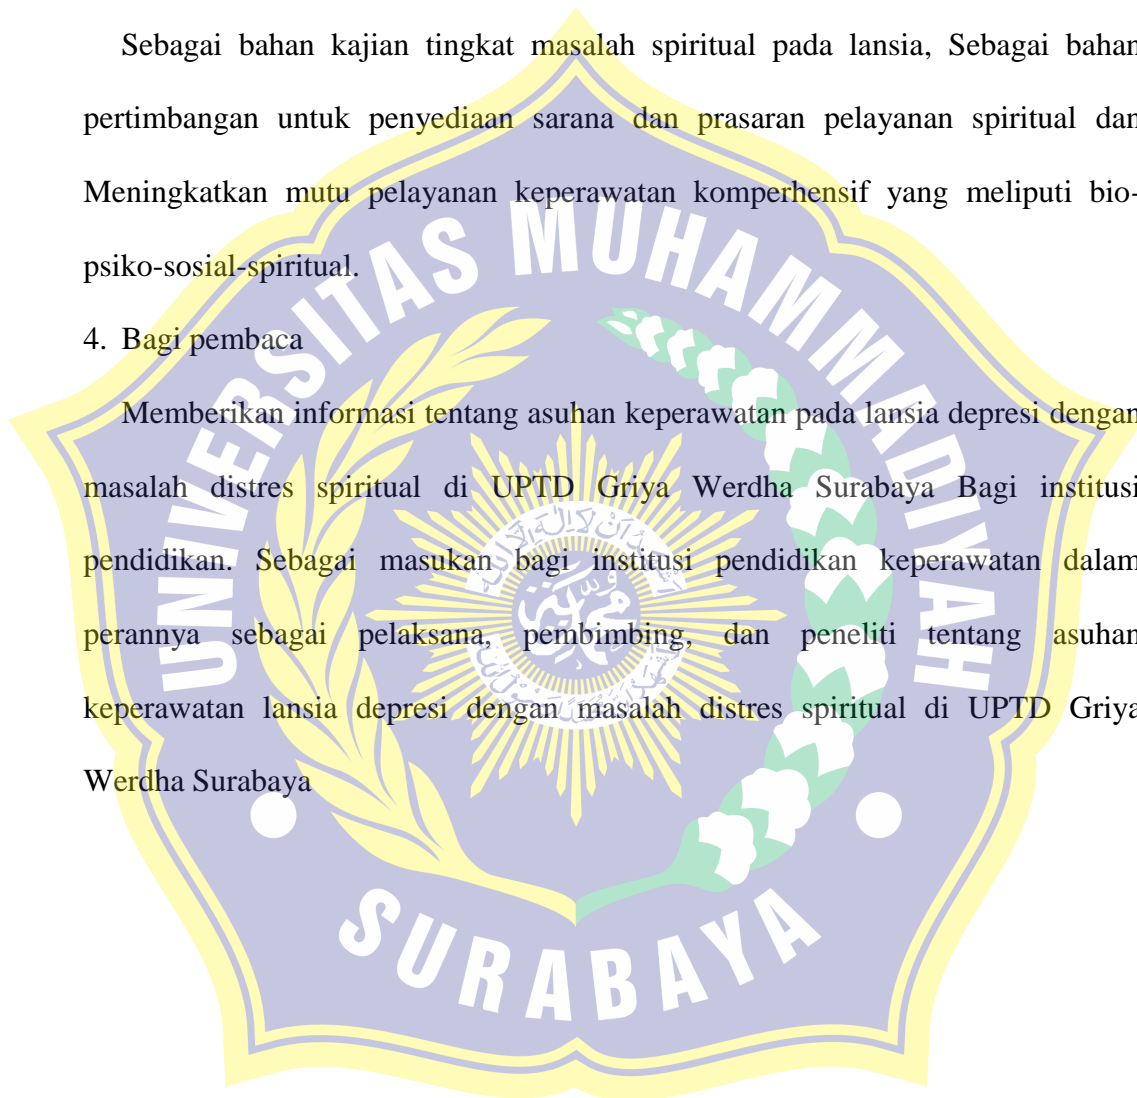 Sebagai bahan kajian tingkat masalah spiritual pada lansia, Sebagai bahan
pertimbangan untuk penyediaan sarana dan prasaran pelayanan spiritual dan
Meningkatkan mutu pelayanan keperawatan komperhensif yang meliputi bio-
psiko-sosial-spiritual.
4. Bagi pembaca
Memberikan informasi tentang asuhan keperawatan pada lansia depresi dengan
masalah distres spiritual di UPTD Griya Werdha Surabaya Bagi institusi
pendidikan. Sebagai masukan bagi institusi pendidikan keperawatan dalam
perannya sebagai pelaksana, pembimbing, dan peneliti tentang asuhan
keperawatan lansia depresi dengan masalah distres spiritual di UPTD Griya
Werdha Surabaya
UNIVERSITAS MUHAMMADIYAH
SURABAYA